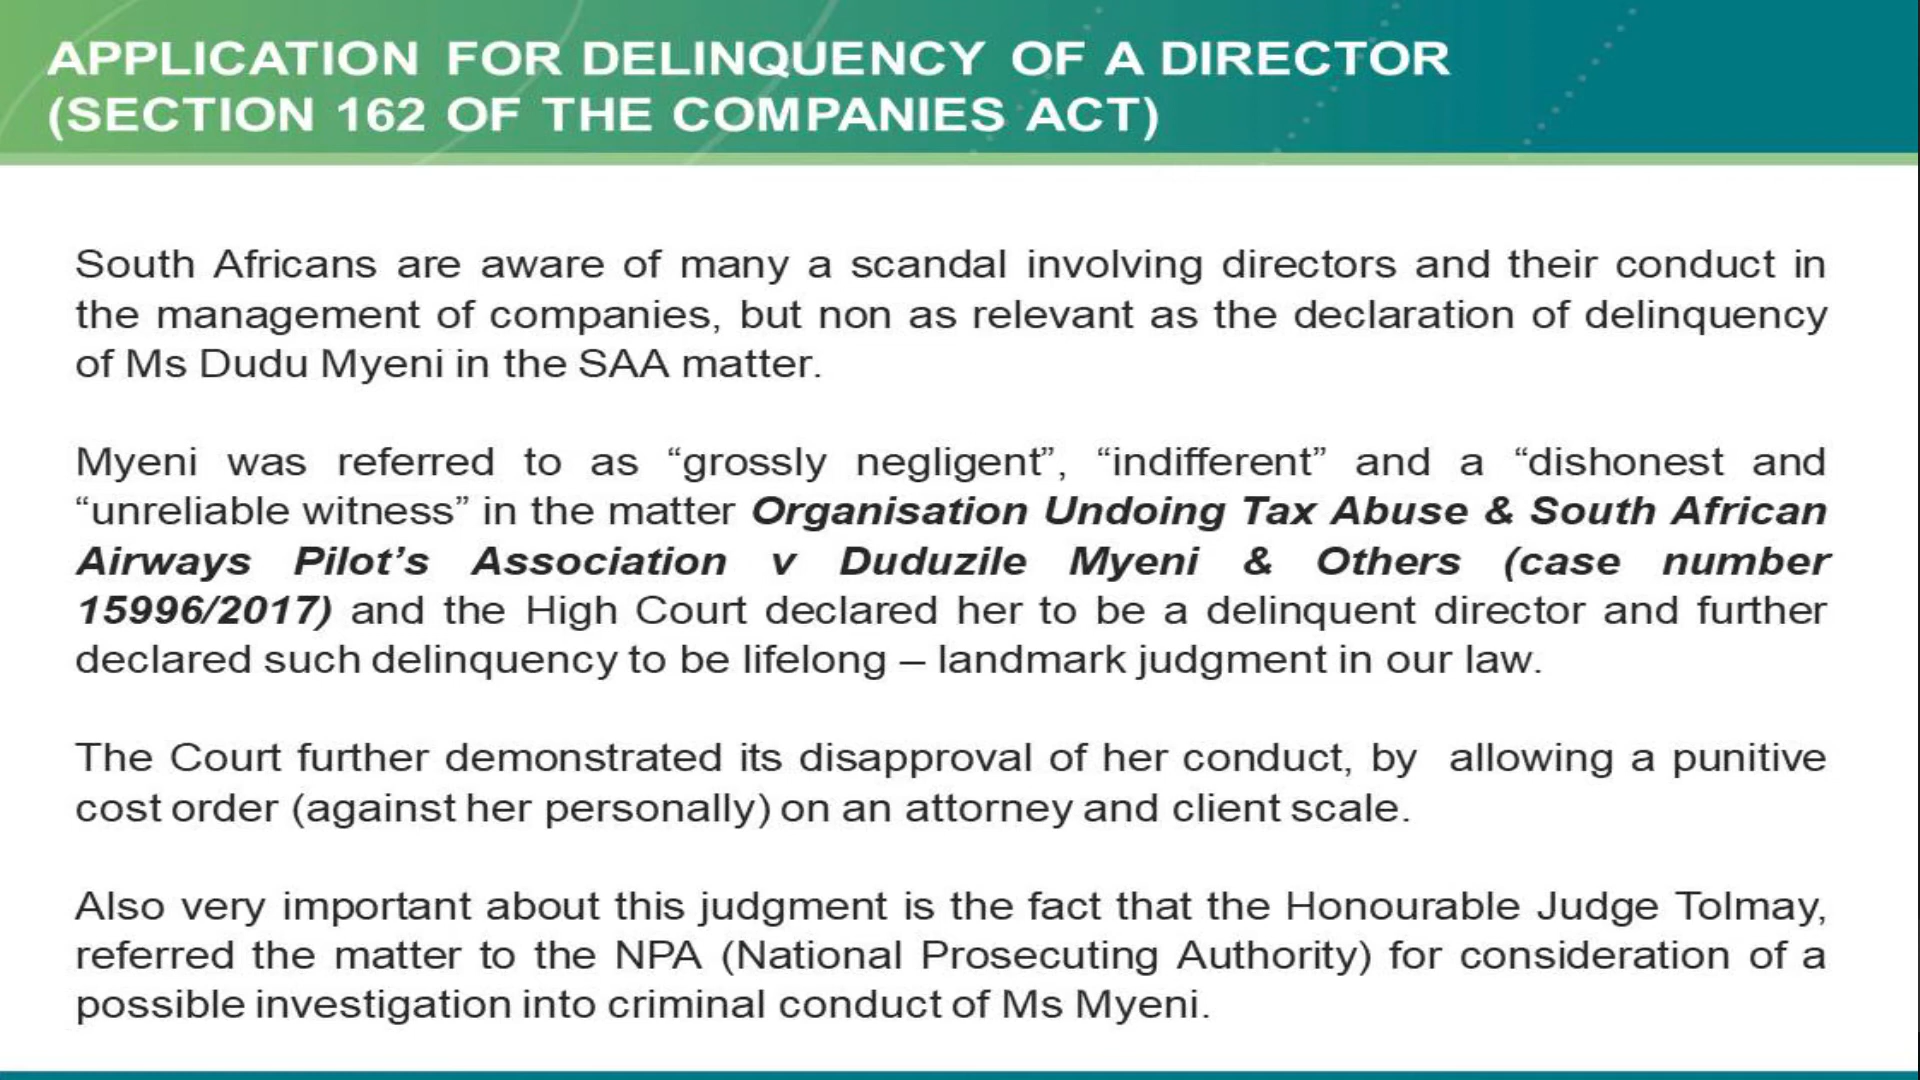 APPLICATION FOR DELINQUENCY OF A DIRECTOR
(SECTION 162 OF THE COMPANIES ACT)
South Africans are aware of many a scandal involving directors and their conduct in
the management of companies, but non as relevant as the declaration of delinquency
of Ms Dudu Myeni in the SAA matter.
Myeni was referred to as “grossly negligent”, “indifferent” and a “dishonest and
“unreliable witness” in the matter Organisation Undoing Tax Abuse & South African
Airways Pilot’s Association v Duduzile Myeni & Others (case number
15996/2017) and the High Court declared her to be a delinquent director and further
declared such delinquency to be lifelong – landmark judgment in our law.
The Court further demonstrated its disapproval of her conduct, by allowing a punitive
cost order (against her personally) on an attorney and client scale.
Also very important about this judgment is the fact that the Honourable Judge Tolmay,
referred the matter to the NPA (National Prosecuting Authority) for consideration of a
possible investigation into criminal conduct of Ms Myeni.